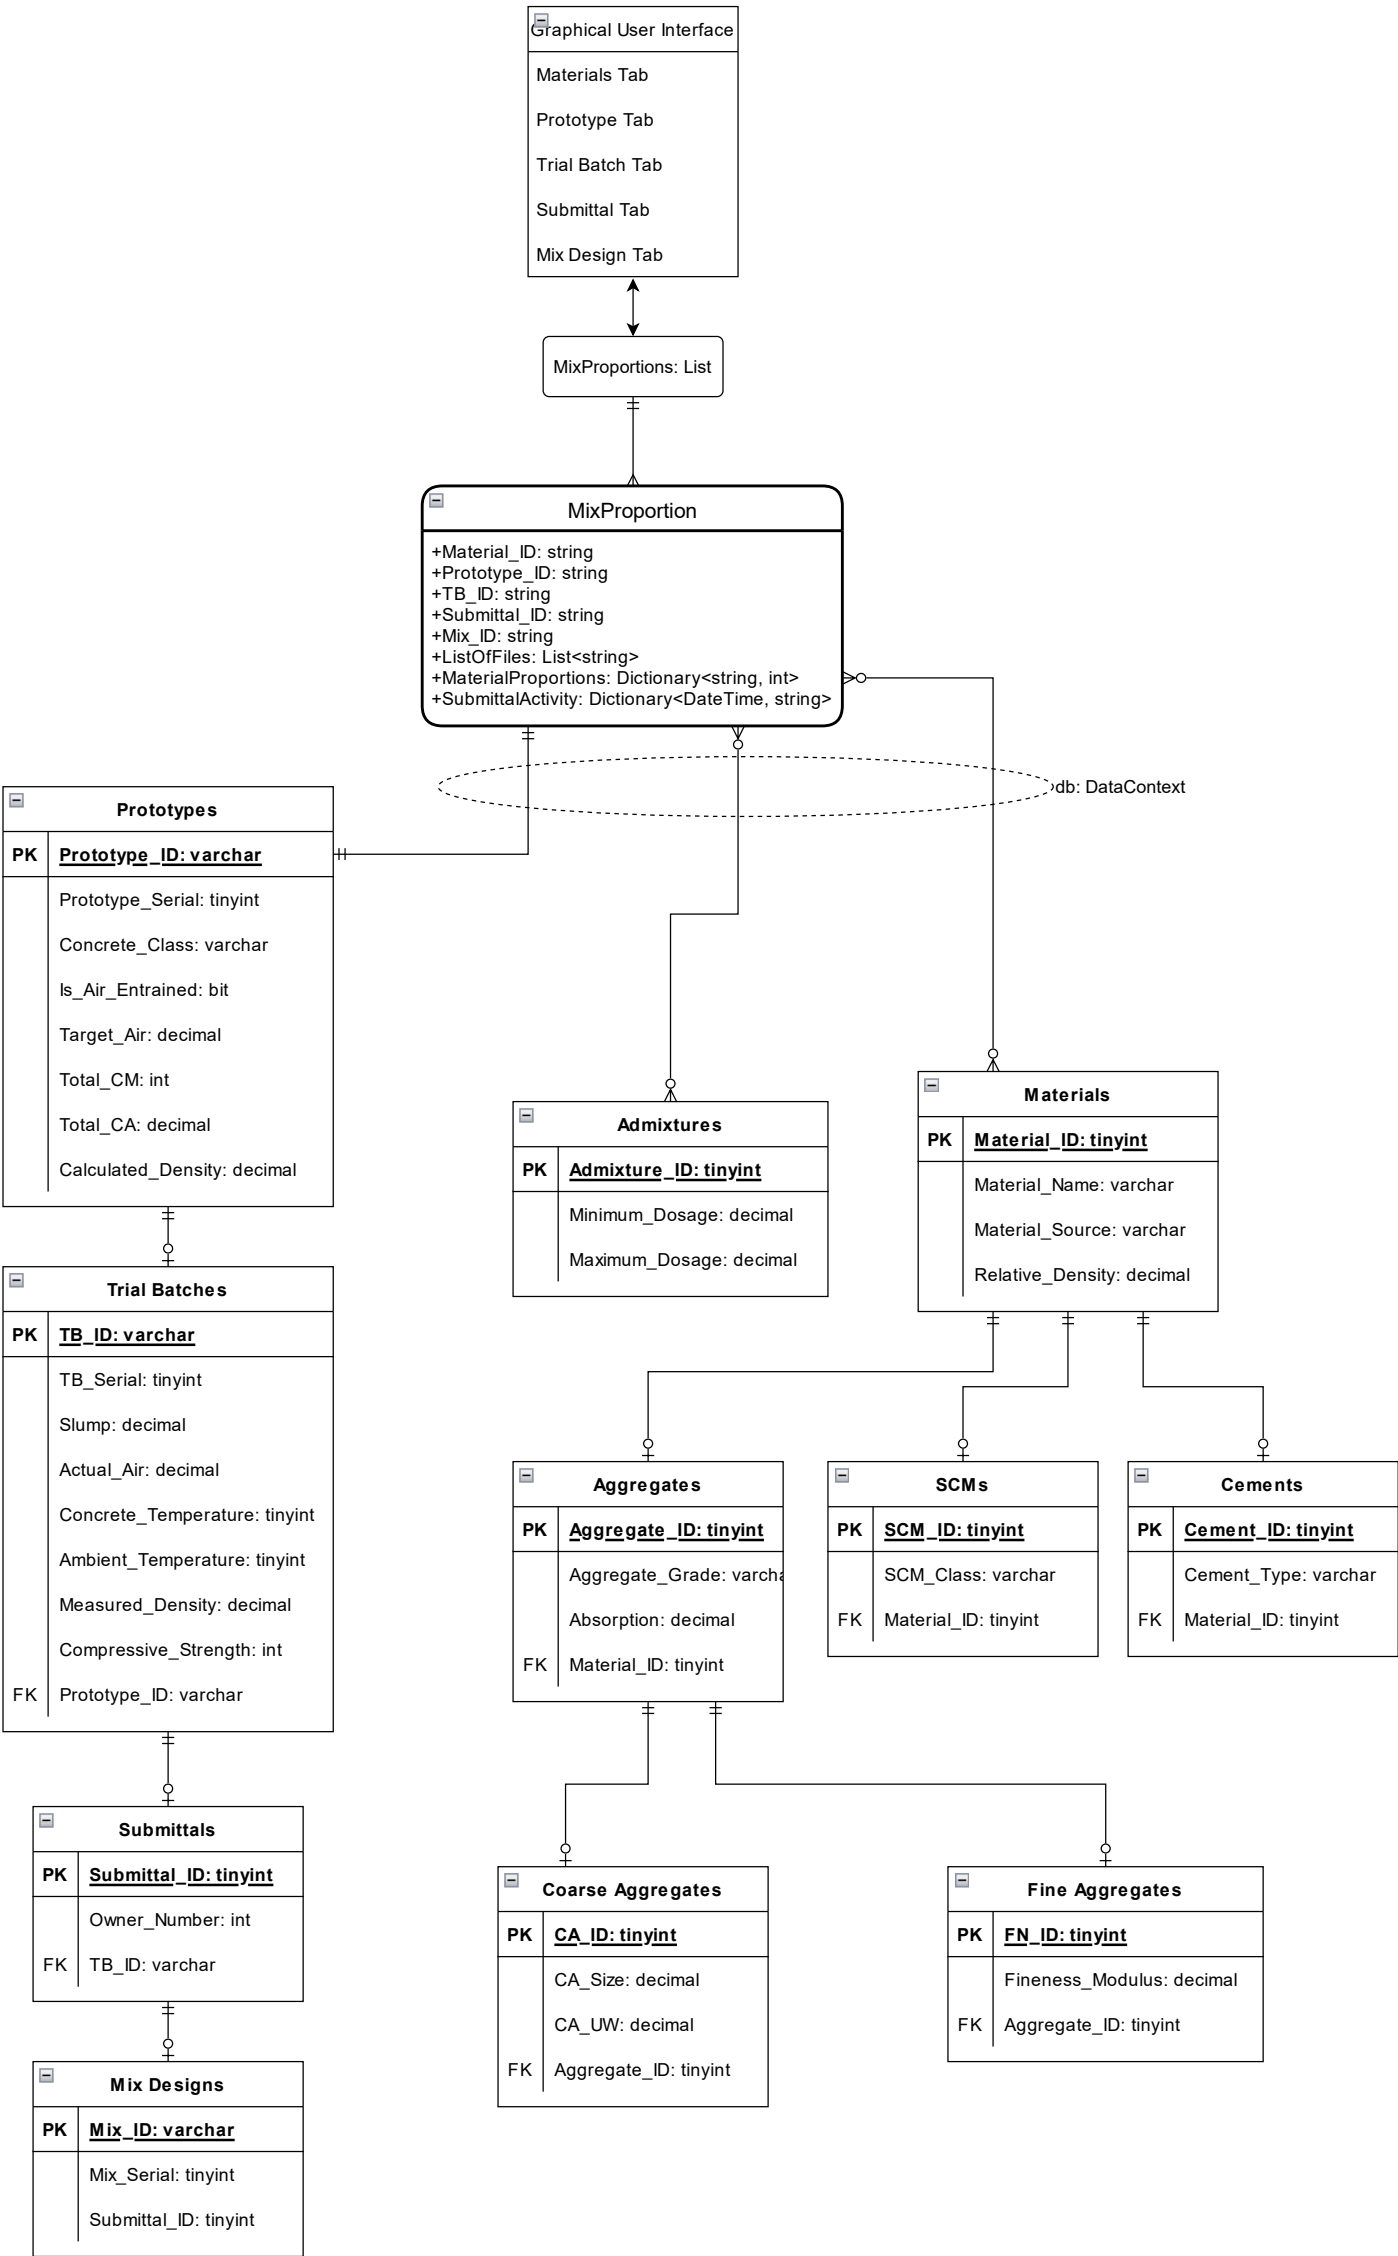 Graphical User Interface
Materials Tab
Prototype Tab
Trial Batch Tab
Submittal Tab
Mix Design Tab
MixProportions: List
MixProportion
+Material_ID: string
+Prototype_ID: string
+TB_ID: string
+Submittal_ID: string
+Mix_ID: string
+ListOfFiles: List<string>
+MaterialProportions: Dictionary<string, int>
+SubmittalActivity: Dictionary<DateTime, string>
db: DataContext
Prototypes
PK Prototype_ID: varchar
Prototype_Serial: tinyint
Concrete_Class: varchar
Is_Air_Entrained: bit
Target_Air: decimal
Total_CM: int
Total_CA: decimal
Calculated_Density: decimal
Trial Batches
PK TB_ID: varchar
TB_Serial: tinyint
Slump: decimal
Actual_Air: decimal
Concrete_Temperature: tinyint
Ambient_Temperature: tinyint
Measured_Density: decimal
Compressive_Strength: int
FK Prototype_ID: varchar
Submittals
PK Submittal_ID: tinyint
Owner_Number: int
FK TB_ID: varchar
Mix Designs
PK Mix_ID: varchar
Mix_Serial: tinyint
Submittal_ID: tinyint
Admixtures
PK Admixture_ID: tinyint
Minimum_Dosage: decimal
Maximum_Dosage: decimal
Materials
PK Material_ID: tinyint
Material_Name: varchar
Material_Source: varchar
Relative_Density: decimal
Aggregates
PK Aggregate_ID: tinyint
Aggregate_Grade: varcha
Absorption: decimal
FK Material_ID: tinyint
SCMs
PK SCM_ID: tinyint
SCM_Class: varchar
FK Material_ID: tinyint
Cements
PK Cement_ID: tinyint
Cement_Type: varchar
FK Material_ID: tinyint
Coarse Aggregates
PK CA_ID: tinyint
CA_Size: decimal
CA_UW: decimal
FK Aggregate_ID: tinyint
Fine Aggregates
PK FN_ID: tinyint
Fineness_Modulus: decimal
FK Aggregate_ID: tinyint